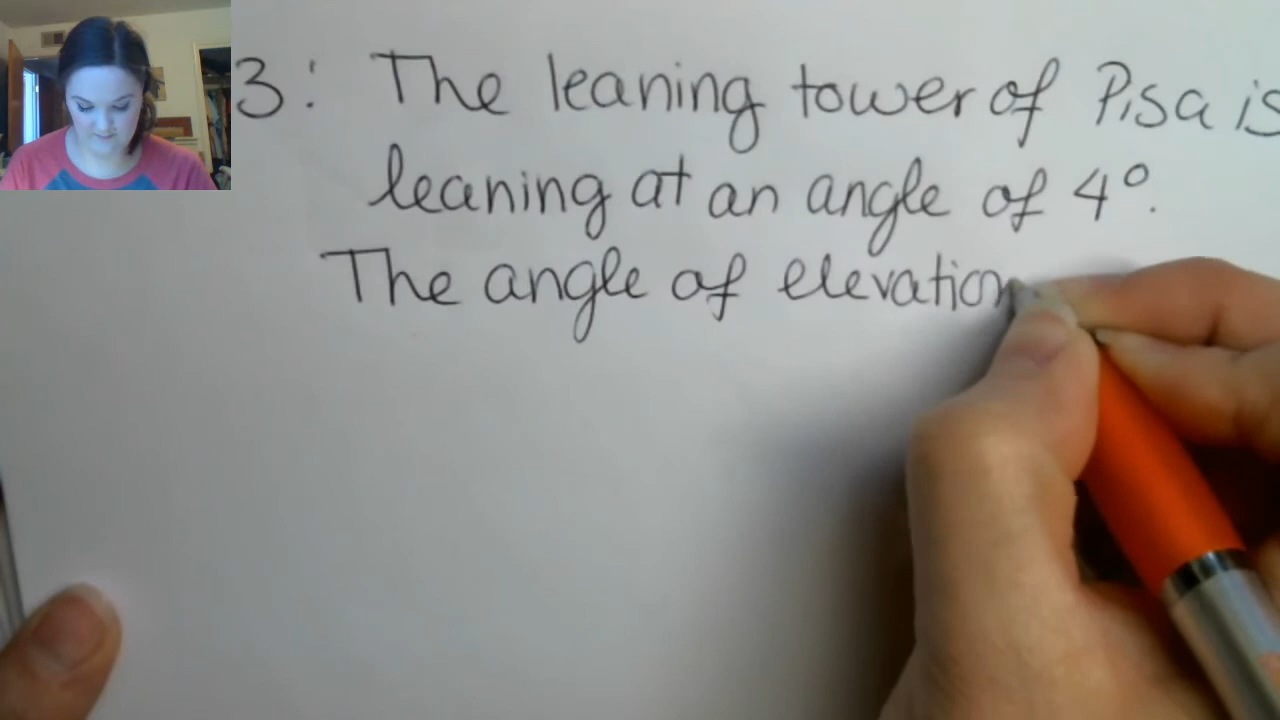 3: The leaning tower of Pisa is
leaning at an angle of 4°.
The angle of elevation